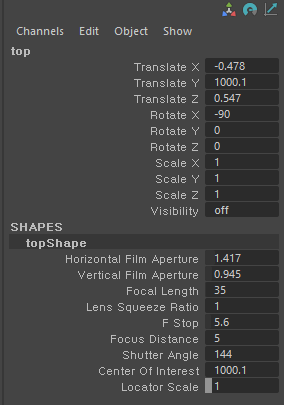 Channels Edit Object Show
top
Translate X -0.478
Translate Y 1000.1
Translate Z 0.547
Rotate X -90
Rotate Y 0
Rotate Z 0
Scale X 1
Scale Y 1
Scale Z 1
Visibility off
SHAPES
topShape
Horizontal Film Aperture 1.417
Vertical Film Aperture 0.945
Focal Length 35
Lens Squeeze Ratio 1
F Stop 5.6
Focus Distance 5
Shutter Angle 144
Center Of Interest 1000.1
Locator Scale 1